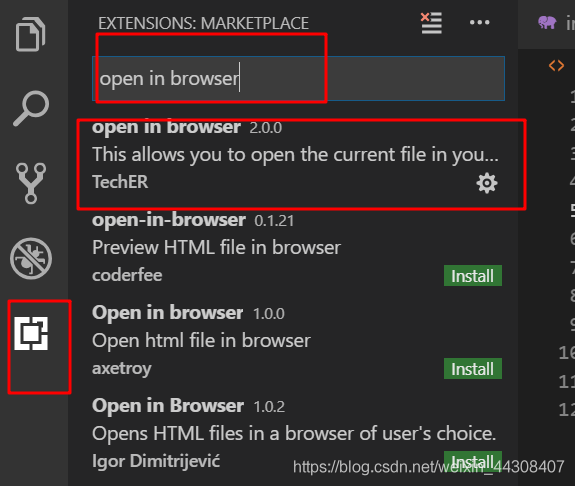 EXTENSIONS: MARKETPLACE
open in browser
open in browser 2.0.0
This allows you to open the current file in you...
TechER
open-in-browser 0.1.21
Preview HTML file in browser
coderfee
Install
Open in browser 1.0.0
Open html file in browser
axetroy
Install
Open in Browser 1.0.2
Opens HTML files in a browser of user's choice.
Igor Dimitrijević
Install
in
<>
1
2
3
4
5
6
7
8
9
10
11
12
https://blog.csdn.net/weixin_44308407